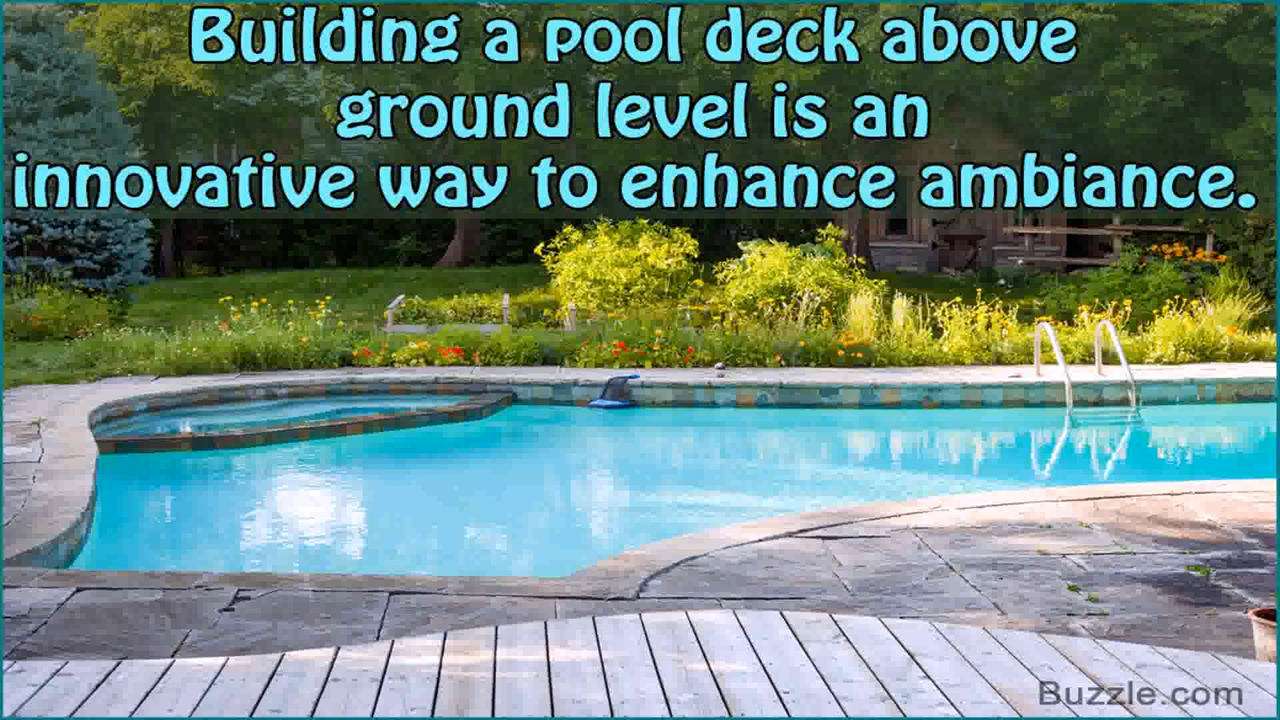 Building a pool deck above
ground level is an
innovative way to enhance ambiance.
Buzzle.com